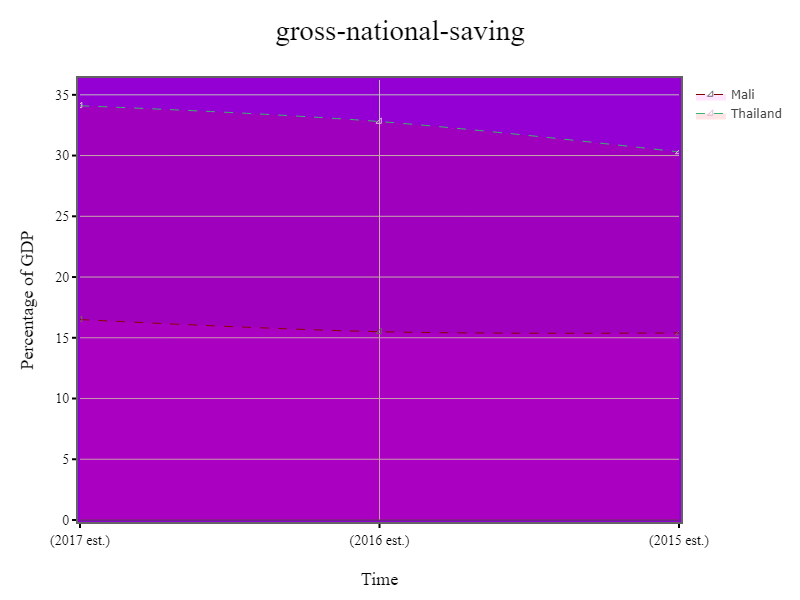 gross-national-saving
Mali
Thailand
Percentage of GDP
35
30
25
20
15
10
5
0
(2017 est.)
(2016 est.)
(2015 est.)
Time